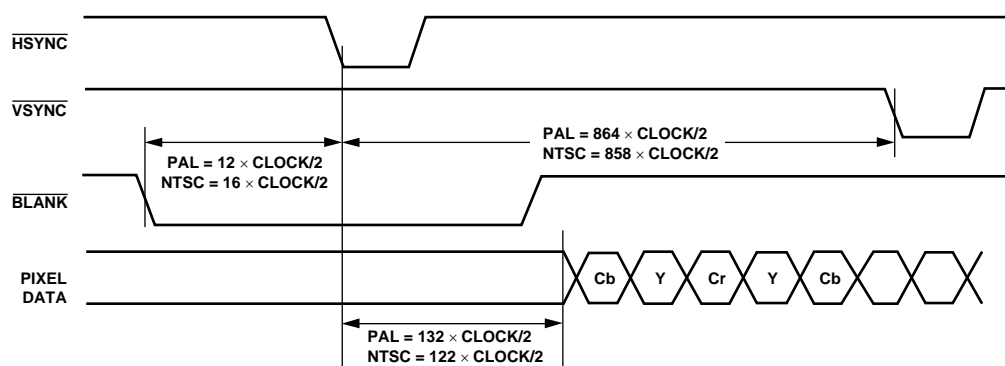 HSYNC
VSYNC
PAL = 864 × CLOCK/2
NTSC = 858 × CLOCK/2
PAL = 12 × CLOCK/2
NTSC = 16 × CLOCK/2
BLANK
PIXEL
DATA
Cb Y Cr Y Cb
PAL = 132 × CLOCK/2
NTSC = 122 × CLOCK/2